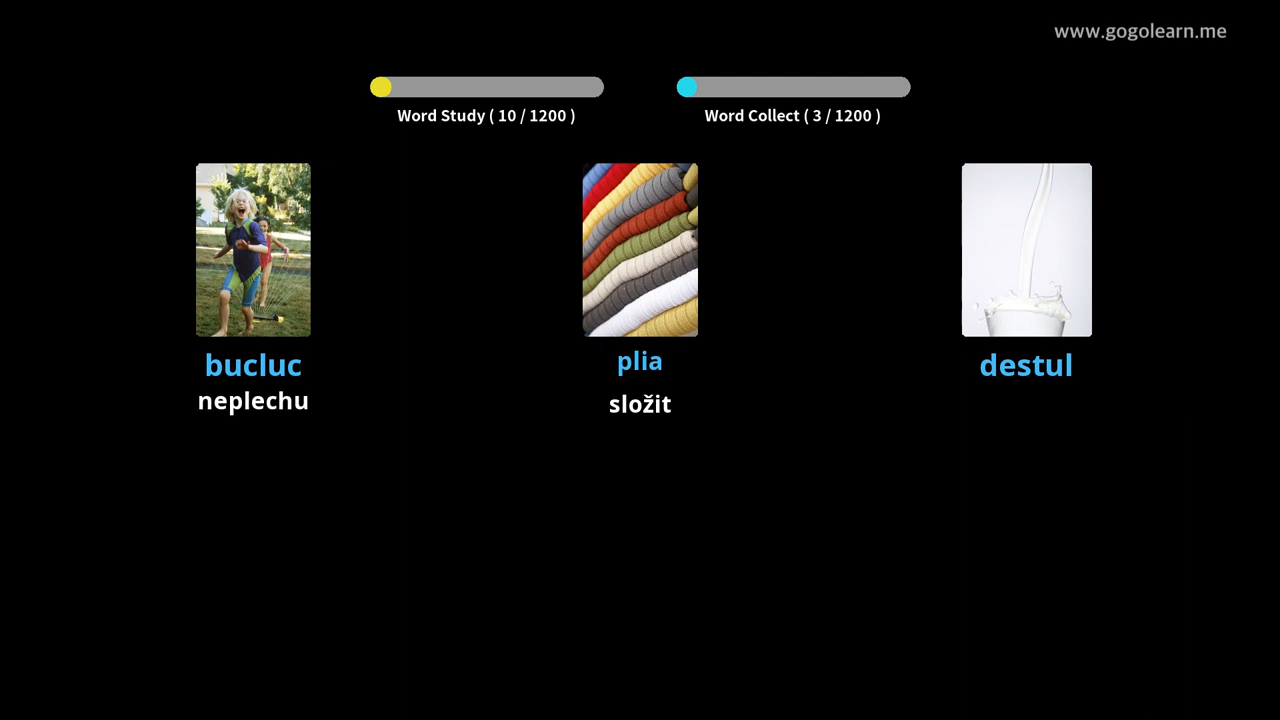 www.gogolearn.me
Word Study ( 10 / 1200 )
Word Collect ( 3 / 1200 )
bucluc
neplechu
plia
složit
destul